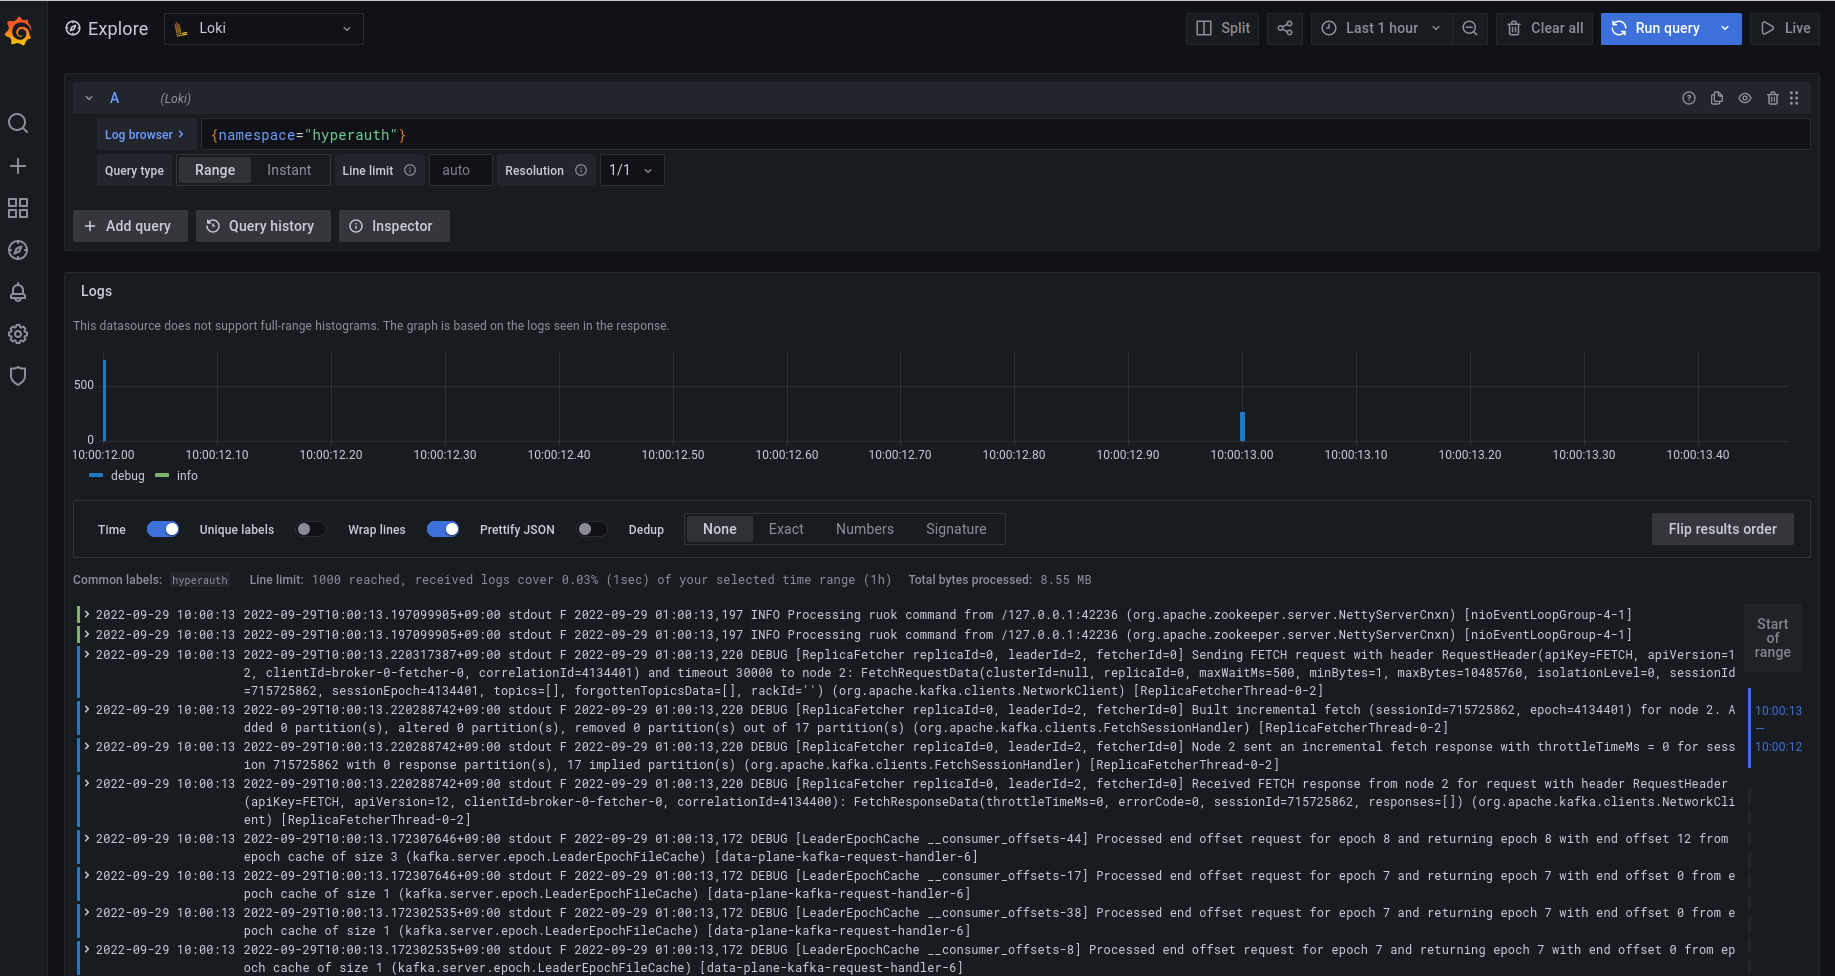 Explore Loki Split Last 1 hour Clear all Run query Live
A (Loki)
Log browser > {namespace="hyperauth"}
Query type Range Instant Line limit auto Resolution 1/1
+ Add query Query history Inspector
Logs
This datasource does not support full-range histograms. The graph is based on the logs seen in the response.
500
0
10:00:12.00 10:00:12.10 10:00:12.20 10:00:12.30 10:00:12.40 10:00:12.50 10:00:12.60 10:00:12.70 10:00:12.80 10:00:12.90 10:00:13.00 10:00:13.10 10:00:13.20 10:00:13.30 10:00:13.40
debug info
Time Unique labels Wrap lines Prettify JSON Dedup None Exact Numbers Signature Flip results order
Common labels: hyperauth Line limit: 1000 reached, received logs cover 0.03% (1sec) of your selected time range (1h) Total bytes processed: 8.55 MB
> 2022-09-29 10:00:13 2022-09-29T10:00:13.197099905+09:00 stdout F 2022-09-29 01:00:13,197 INFO Processing ruok command from /127.0.0.1:42236 (org.apache.zookeeper.server.NettyServerCnxn) [nioEventLoopGroup-4-1]
> 2022-09-29 10:00:13 2022-09-29T10:00:13.197099905+09:00 stdout F 2022-09-29 01:00:13,197 INFO Processing ruok command from /127.0.0.1:42236 (org.apache.zookeeper.server.NettyServerCnxn) [nioEventLoopGroup-4-1]
> 2022-09-29 10:00:13 2022-09-29T10:00:13.220317387+09:00 stdout F 2022-09-29 01:00:13,220 DEBUG [ReplicaFetcher replicaId=0, leaderId=2, fetcherId=0] Sending FETCH request with header RequestHeader(apiKey=FETCH, apiVersion=1
2, clientId=broker-0-fetcher-0, correlationId=4134401) and timeout 30000 to node 2: FetchRequestData(clusterId=null, replicaId=0, maxWaitMs=500, minBytes=1, maxBytes=10485760, isolationLevel=0, sessionId
=715725862, sessionEpoch=4134401, topics=[], forgottenTopicsData=[], rackId='') (org.apache.kafka.clients.NetworkClient) [ReplicaFetcherThread-0-2]
> 2022-09-29 10:00:13 2022-09-29T10:00:13.220288742+09:00 stdout F 2022-09-29 01:00:13,220 DEBUG [ReplicaFetcher replicaId=0, leaderId=2, fetcherId=0] Built incremental fetch (sessionId=715725862, epoch=4134401) for node 2. A
dded 0 partition(s), altered 0 partition(s), removed 0 partition(s) out of 17 partition(s) (org.apache.kafka.clients.FetchSessionHandler) [ReplicaFetcherThread-0-2]
> 2022-09-29 10:00:13 2022-09-29T10:00:13.220288742+09:00 stdout F 2022-09-29 01:00:13,220 DEBUG [ReplicaFetcher replicaId=0, leaderId=2, fetcherId=0] Node 2 sent an incremental fetch response with throttleTimeMs = 0 for sess
ion 715725862 with 0 response partition(s), 17 implied partition(s) (org.apache.kafka.clients.FetchSessionHandler) [ReplicaFetcherThread-0-2]
> 2022-09-29 10:00:13 2022-09-29T10:00:13.220288742+09:00 stdout F 2022-09-29 01:00:13,220 DEBUG [ReplicaFetcher replicaId=0, leaderId=2, fetcherId=0] Received FETCH response from node 2 for request with header RequestHeader
(apiKey=FETCH, apiVersion=12, clientId=broker-0-fetcher-0, correlationId=4134400): FetchResponseData(throttleTimeMs=0, errorCode=0, sessionId=715725862, responses=[]) (org.apache.kafka.clients.NetworkCli
ent) [ReplicaFetcherThread-0-2]
> 2022-09-29 10:00:13 2022-09-29T10:00:13.172307646+09:00 stdout F 2022-09-29 01:00:13,172 DEBUG [LeaderEpochCache __consumer_offsets-44] Processed end offset request for epoch 8 and returning epoch 8 with end offset 12 from
epoch cache of size 3 (kafka.server.epoch.LeaderEpochFileCache) [data-plane-kafka-request-handler-6]
> 2022-09-29 10:00:13 2022-09-29T10:00:13.172307646+09:00 stdout F 2022-09-29 01:00:13,172 DEBUG [LeaderEpochCache __consumer_offsets-17] Processed end offset request for epoch 7 and returning epoch 7 with end offset 0 from e
poch cache of size 1 (kafka.server.epoch.LeaderEpochFileCache) [data-plane-kafka-request-handler-6]
> 2022-09-29 10:00:13 2022-09-29T10:00:13.172302535+09:00 stdout F 2022-09-29 01:00:13,172 DEBUG [LeaderEpochCache __consumer_offsets-38] Processed end offset request for epoch 7 and returning epoch 7 with end offset 0 from e
poch cache of size 1 (kafka.server.epoch.LeaderEpochFileCache) [data-plane-kafka-request-handler-6]
> 2022-09-29 10:00:13 2022-09-29T10:00:13.172302535+09:00 stdout F 2022-09-29 01:00:13,172 DEBUG [LeaderEpochCache __consumer_offsets-8] Processed end offset request for epoch 7 and returning epoch 7 with end offset 0 from ep
och cache of size 1 (kafka.server.epoch.LeaderEpochFileCache) [data-plane-kafka-request-handler-6]
Start
of
range
10:00:13
—
10:00:12